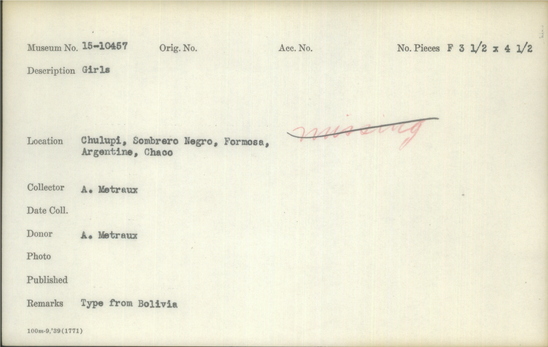 Museum No. 15-10457 Orig. No. Acc. No. No. Pieces F 3 1/2 x 4 1/2
Description Girls
missing
Location Chulupi, Sombrero Negro, Formosa,
Argentine, Chaco
Collector A. Metraux
Date Coll.
Donor A. Metraux
Photo
Published
Remarks Type from Bolivia
100m-9,'39(1771)